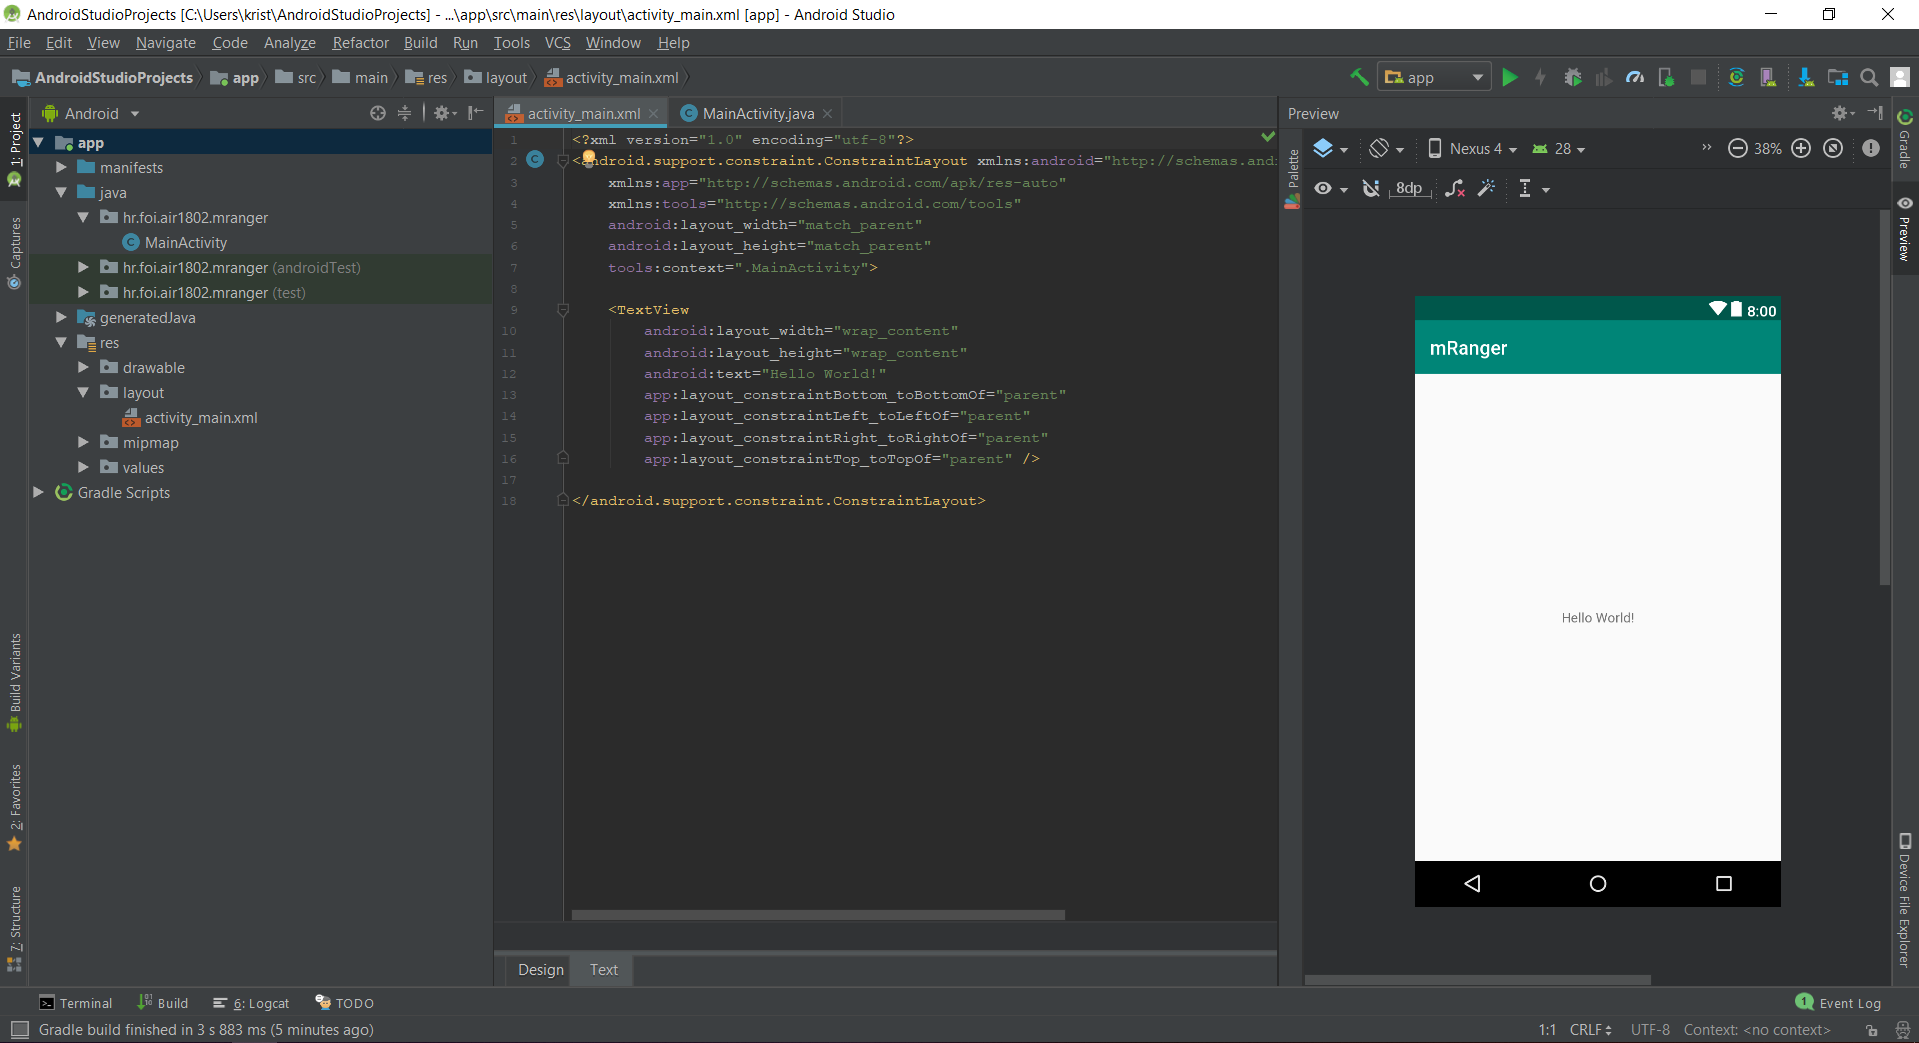 AndroidStudioProjects [C:\Users\krist\AndroidStudioProjects] - ...\app\src\main\res\layout\activity_main.xml [app] - Android Studio
File Edit View Navigate Code Analyze Refactor Build Run Tools VCS Window Help
AndroidStudioProjects app src main res layout activity_main.xml
app
1: Project
Captures
Build Variants
2: Favorites
7: Structure
Android
app
manifests
java
hr.foi.air1802.mranger
MainActivity
hr.foi.air1802.mranger (androidTest)
hr.foi.air1802.mranger (test)
generatedJava
res
drawable
layout
activity_main.xml
mipmap
values
Gradle Scripts
activity_main.xml MainActivity.java
1 <?xml version="1.0" encoding="utf-8"?>
2 <android.support.constraint.ConstraintLayout xmlns:android="http://schemas.and
3 xmlns:app="http://schemas.android.com/apk/res-auto"
4 xmlns:tools="http://schemas.android.com/tools"
5 android:layout_width="match_parent"
6 android:layout_height="match_parent"
7 tools:context=".MainActivity">
8
9 <TextView
10 android:layout_width="wrap_content"
11 android:layout_height="wrap_content"
12 android:text="Hello World!"
13 app:layout_constraintBottom_toBottomOf="parent"
14 app:layout_constraintLeft_toLeftOf="parent"
15 app:layout_constraintRight_toRightOf="parent"
16 app:layout_constraintTop_toTopOf="parent" />
17
18 </android.support.constraint.ConstraintLayout>
Design Text
Preview
Palette
Nexus 4 28 38%
8dp
8:00
mRanger
Hello World!
Gradle
Preview
Device File Explorer
Terminal Build 6: Logcat TODO
1 Event Log
Gradle build finished in 3 s 883 ms (5 minutes ago)
1:1 CRLF UTF-8 Context: <no context>